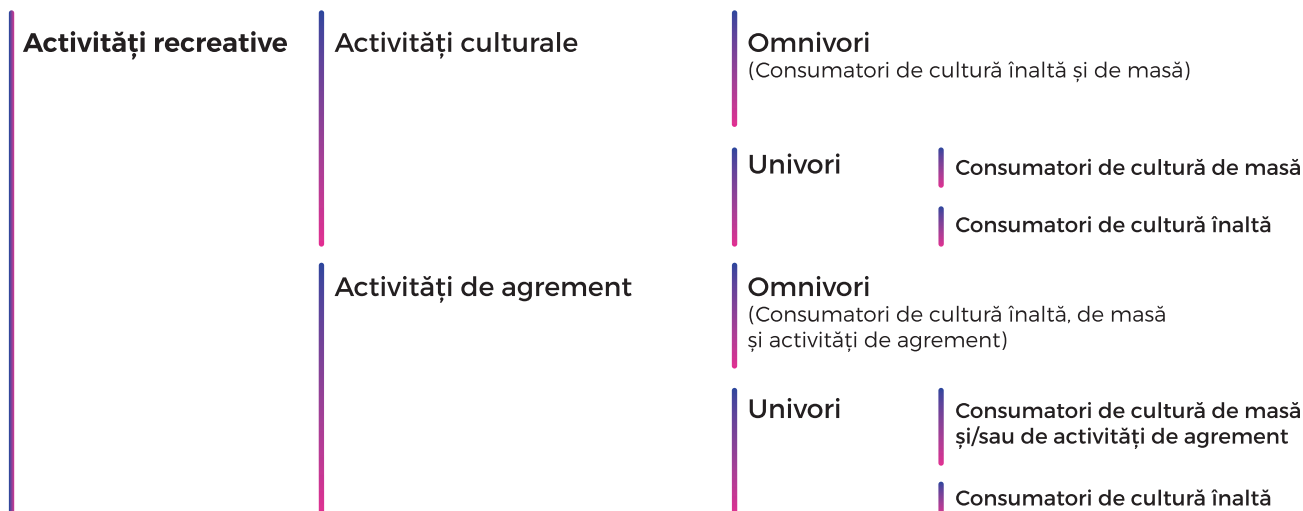 Activități recreative
Activități culturale
Omnivori
(Consumatori de cultură înaltă și de masă)
Univori
Consumatori de cultură de masă
Consumatori de cultură înaltă
Activități de agrement
Omnivori
(Consumatori de cultură înaltă, de masă
și activități de agrement)
Univori
Consumatori de cultură de masă
și/sau de activități de agrement
Consumatori de cultură înaltă